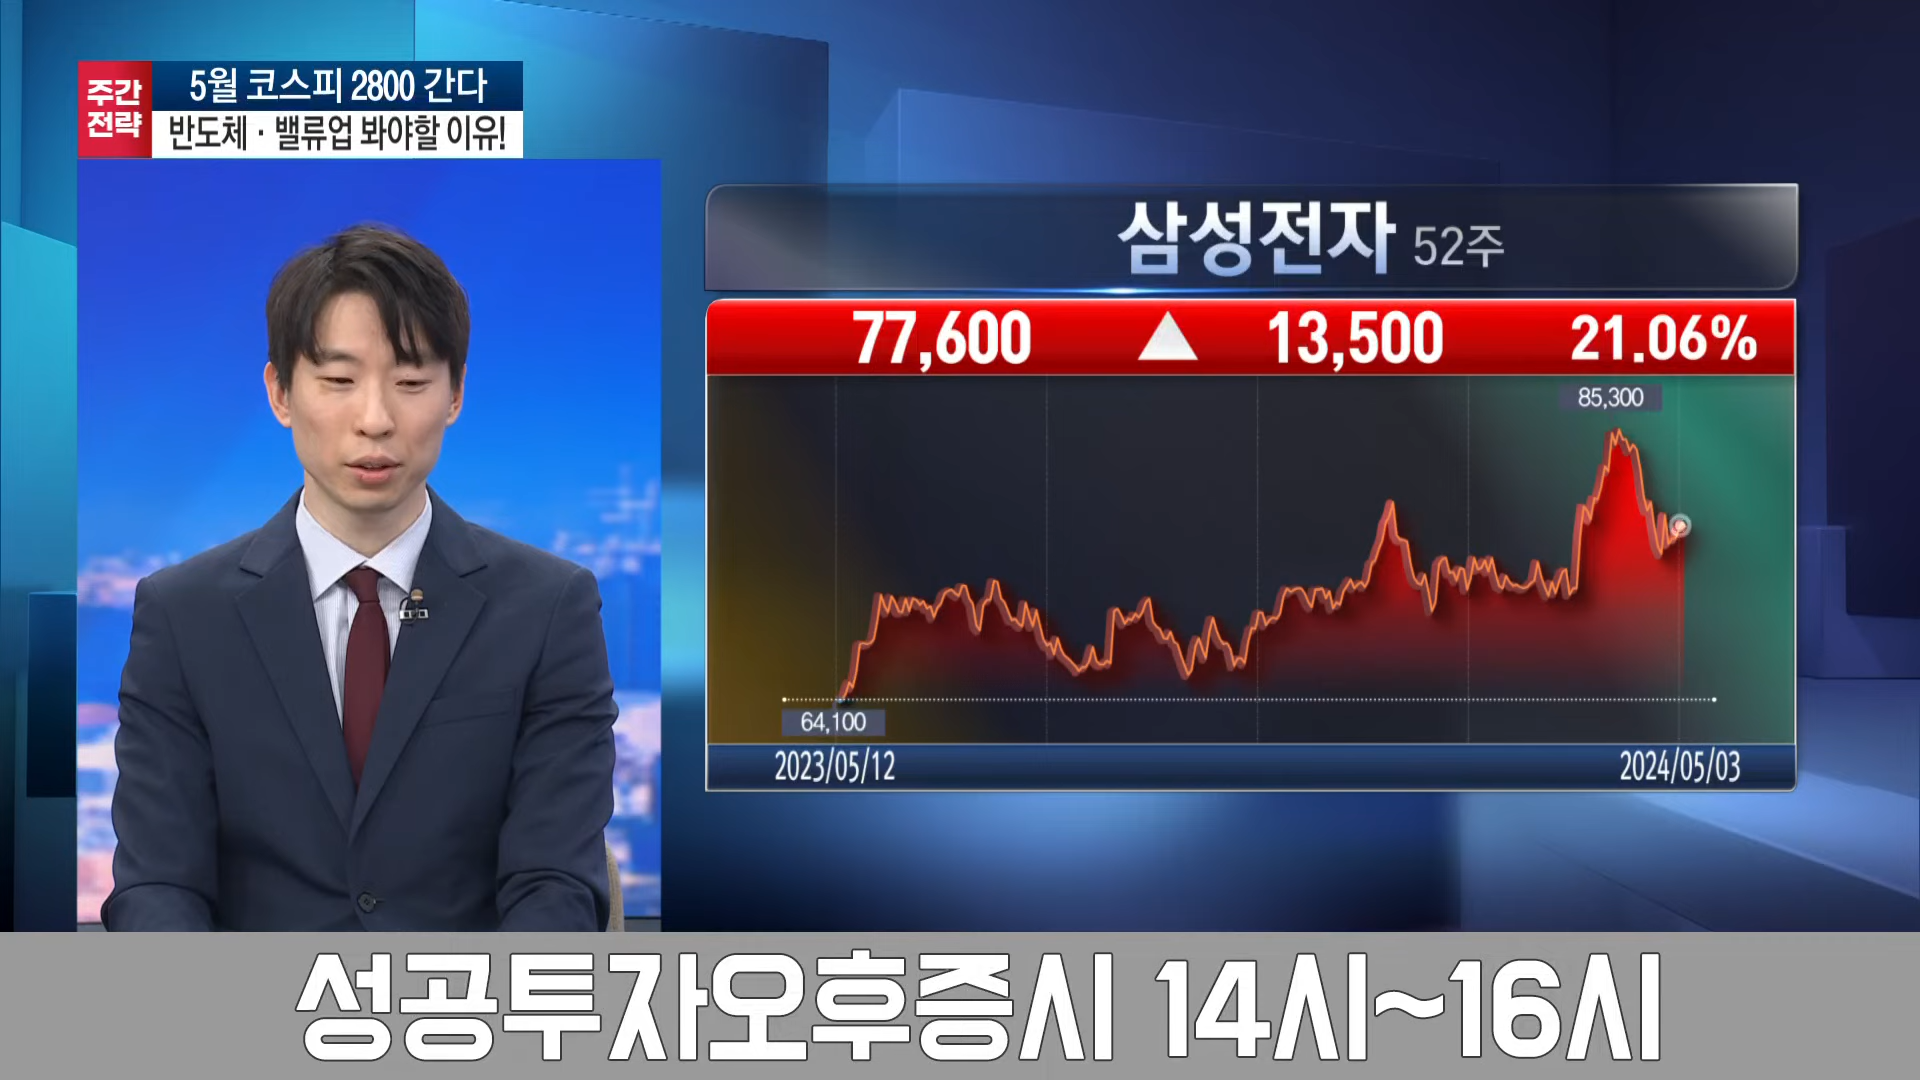 주간
전략
5월 코스피 2800 간다
반도체 · 밸류업 봐야할 이유!
삼성전자 52주
77,600 ▲ 13,500 21.06%
85,300
64,100
2023/05/12 2024/05/03
성공투자오후증시 14시~16시